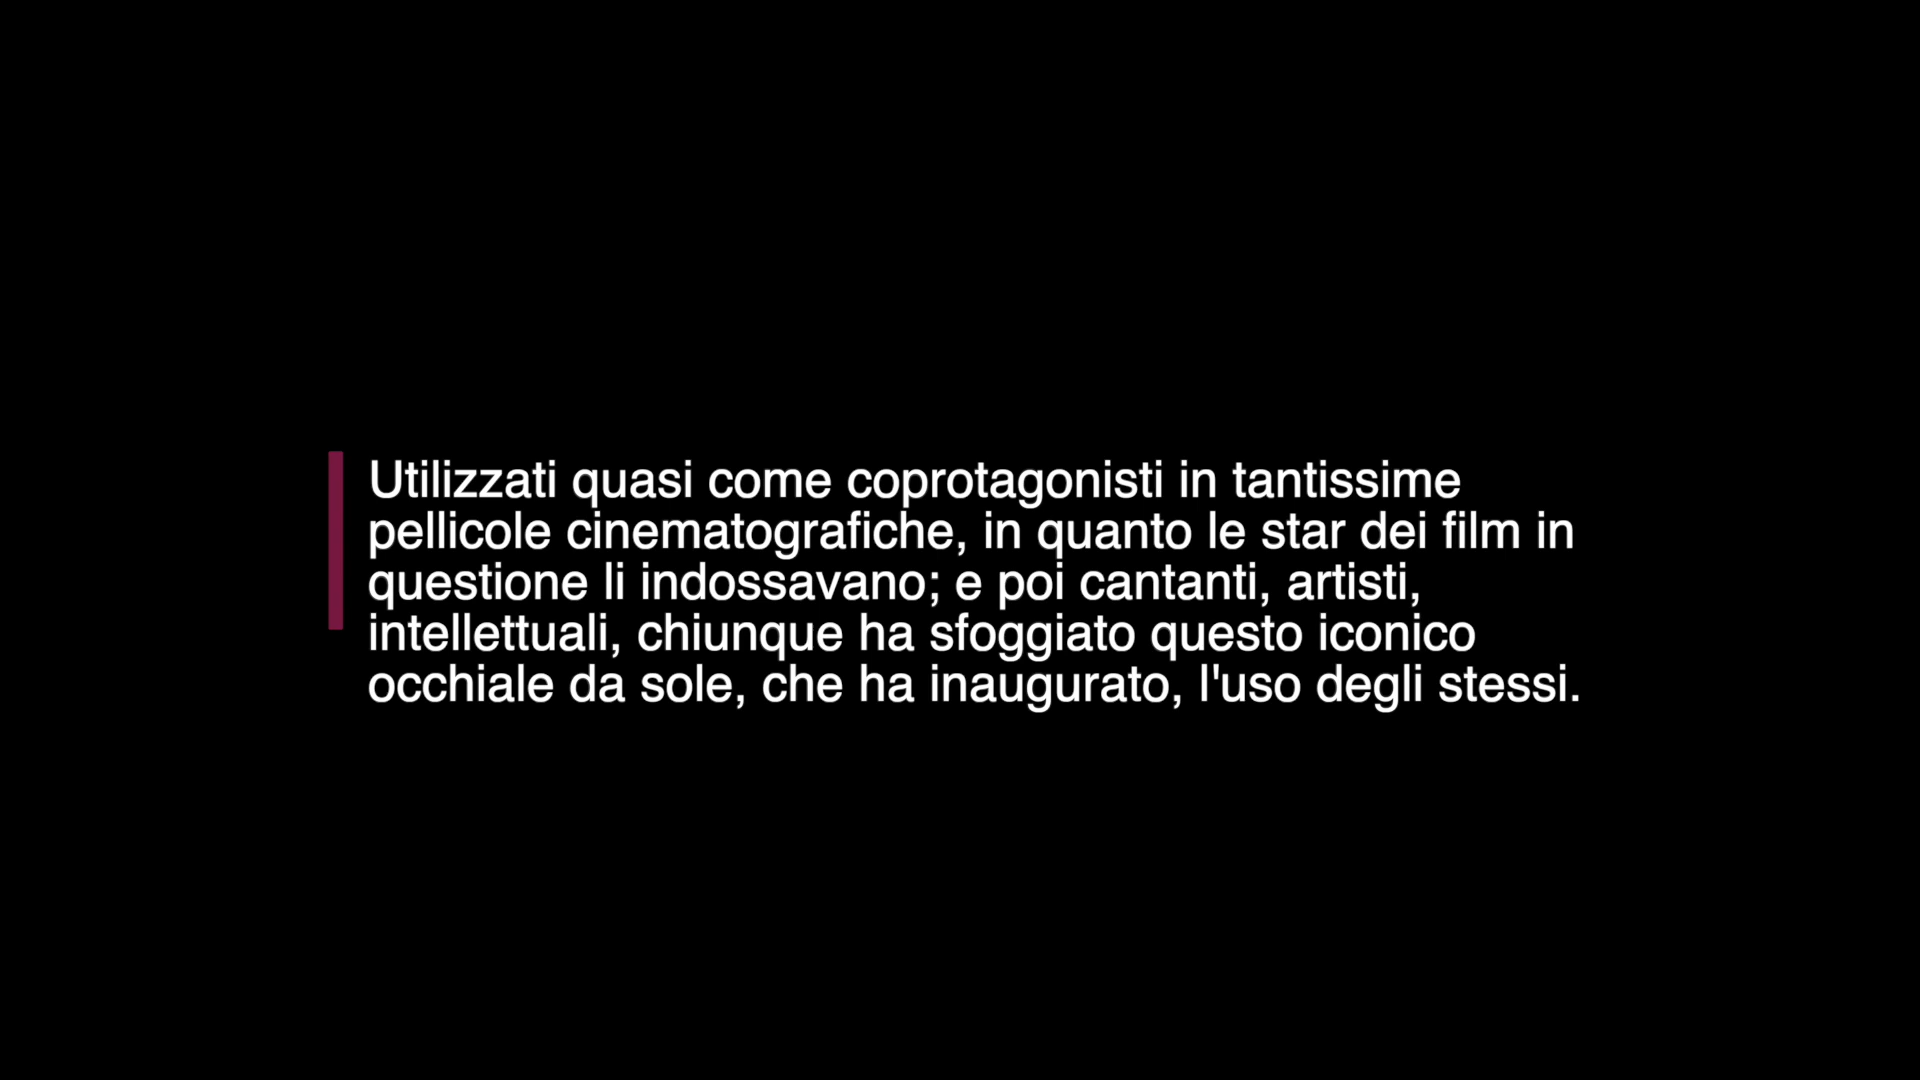 Utilizzati quasi come coprotagonisti in tantissime
pellicole cinematografiche, in quanto le star dei film in
questione li indossavano; e poi cantanti, artisti,
intellettuali, chiunque ha sfoggiato questo iconico
occhiale da sole, che ha inaugurato, l'uso degli stessi.